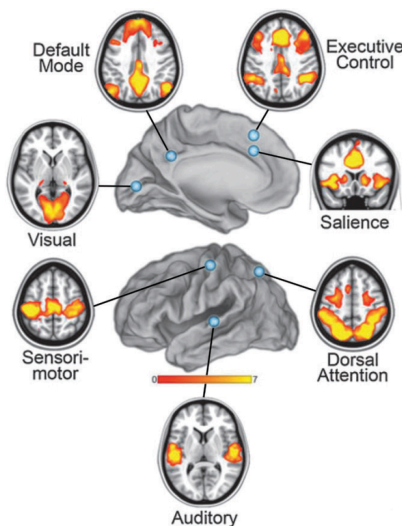 Default
Mode
Executive
Control
Visual
Salience
Sensori-
motor
0
7
Dorsal
Attention
Auditory